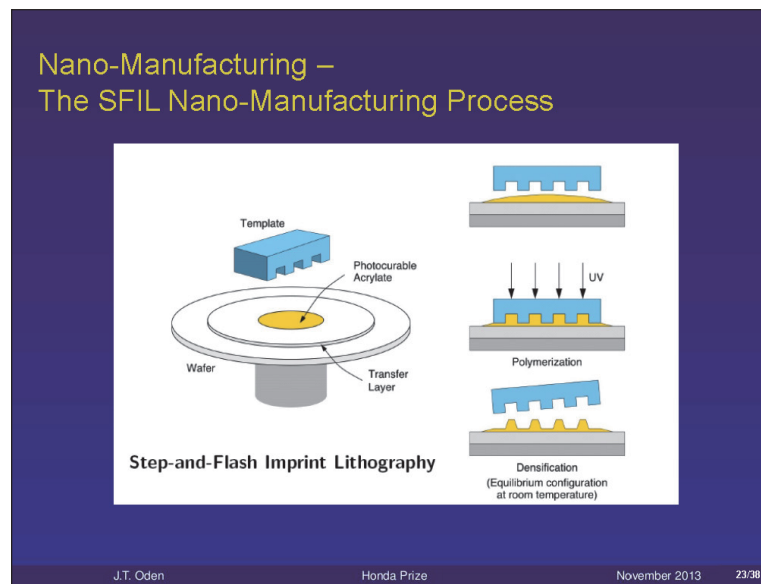 Nano-Manufacturing –
The SFIL Nano-Manufacturing Process
Template
Photocurable
Acrylate
Wafer
Transfer
Layer
Step-and-Flash Imprint Lithography
UV
Polymerization
Densification
(Equilibrium configuration
at room temperature)
J.T. Oden
Honda Prize
November 2013
23/38